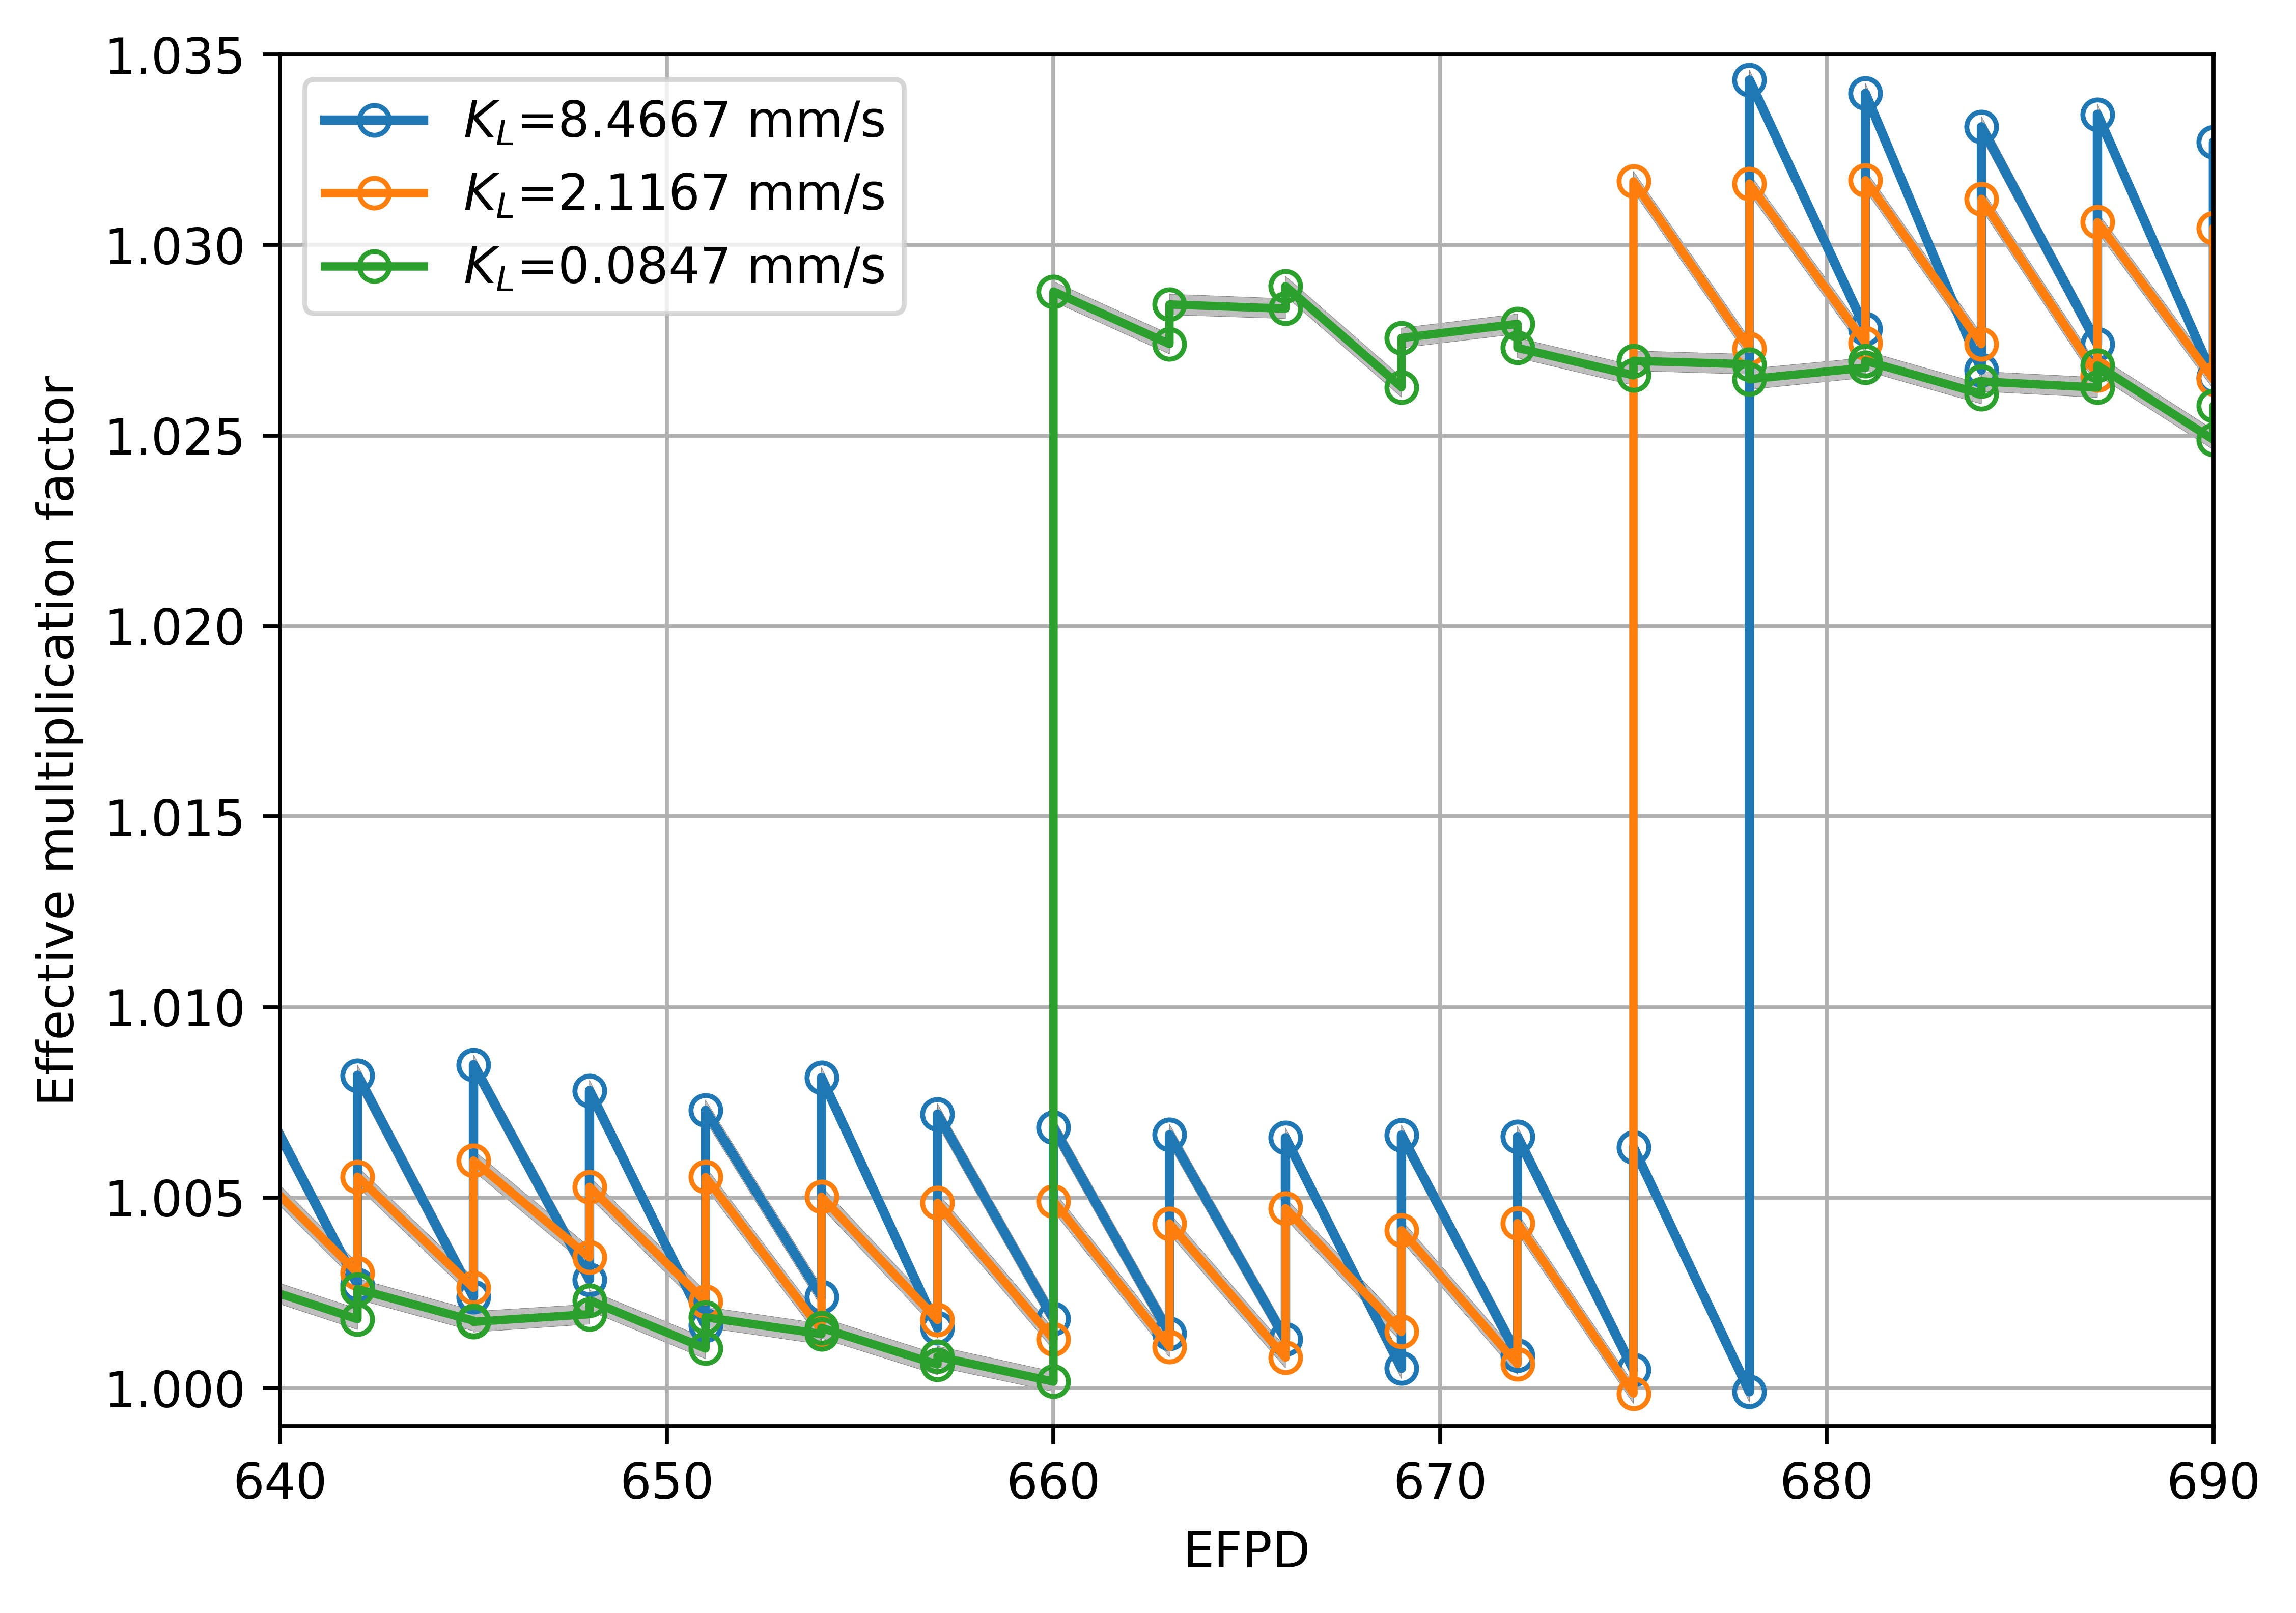 1.035
1.030
1.025
1.020
1.015
1.010
1.005
1.000
Effective multiplication factor
K_L=8.4667 mm/s
K_L=2.1167 mm/s
K_L=0.0847 mm/s
640 650 660 670 680 690
EFPD